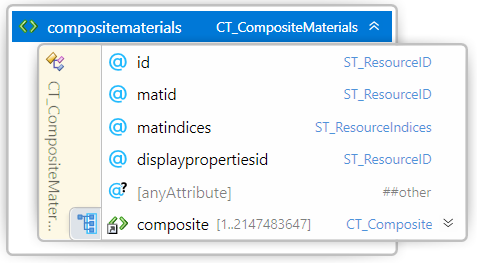 compositematerials CT_CompositeMaterials
CT_CompositeMater...
id ST_ResourceID
matid ST_ResourceID
matindices ST_ResourceIndices
displaypropertiesid ST_ResourceID
[anyAttribute] ##other
composite [1..2147483647] CT_Composite